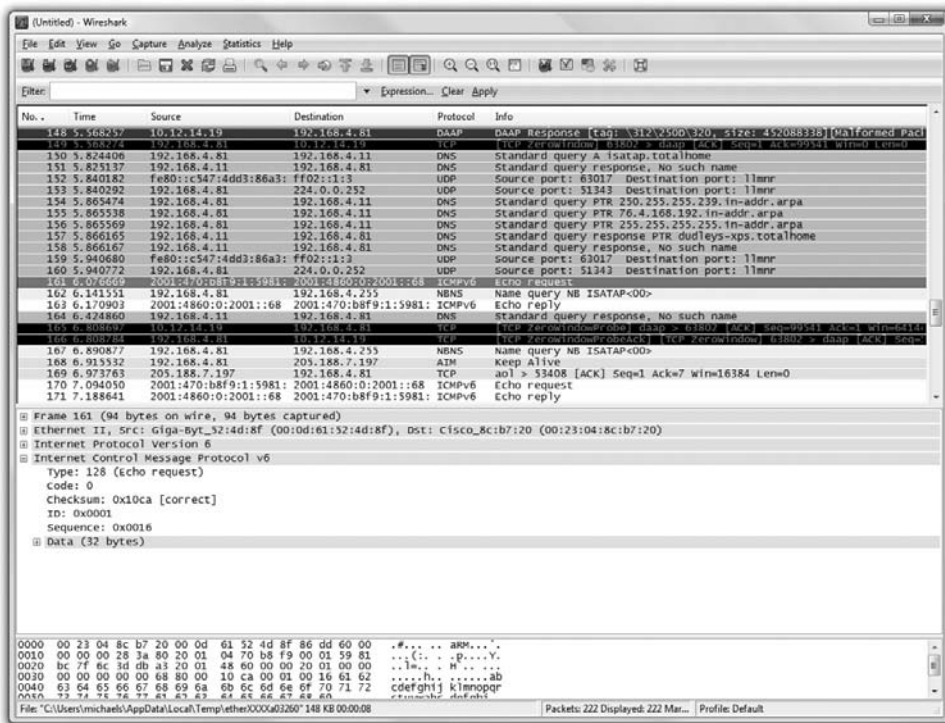 (Untitled) - Wireshark
File Edit View Go Capture Analyze Statistics Help
Filter: Expression... Clear Apply
No. . Time Source Destination Protocol Info
148 5.568257 10.12.14.19 192.168.4.81 DAAP DAAP Response [tag: \312\250D\320, size: 452088338][Malformed Pack
149 5.568274 192.168.4.81 10.12.14.19 TCP [TCP ZeroWindow] 63802 > daap [ACK] Seq=1 Ack=99541 Win=0 Len=0
150 5.824406 192.168.4.81 192.168.4.11 DNS Standard query A isatap.totalhome
151 5.825137 192.168.4.11 192.168.4.81 DNS Standard query response, No such name
152 5.840182 fe80::c547:4dd3:86a3: ff02::1:3 UDP Source port: 63017 Destination port: llmnr
153 5.840292 192.168.4.81 224.0.0.252 UDP Source port: 51343 Destination port: llmnr
154 5.865474 192.168.4.81 192.168.4.11 DNS Standard query PTR 250.255.255.239.in-addr.arpa
155 5.865538 192.168.4.81 192.168.4.11 DNS Standard query PTR 76.4.168.192.in-addr.arpa
156 5.865569 192.168.4.81 192.168.4.11 DNS Standard query PTR 255.255.255.255.in-addr.arpa
157 5.866165 192.168.4.11 192.168.4.81 DNS Standard query response PTR dudleys-xps.totalhome
158 5.866167 192.168.4.11 192.168.4.81 DNS Standard query response, No such name
159 5.940680 fe80::c547:4dd3:86a3: ff02::1:3 UDP Source port: 63017 Destination port: llmnr
160 5.940772 192.168.4.81 224.0.0.252 UDP Source port: 51343 Destination port: llmnr
161 6.076669 2001:470:b8f9:1:5981: 2001:4860:0:2001::68 ICMPv6 Echo request
162 6.141551 192.168.4.81 192.168.4.255 NBNS Name query NB ISATAP<00>
163 6.170903 2001:4860:0:2001::68 2001:470:b8f9:1:5981: ICMPv6 Echo reply
164 6.424860 192.168.4.11 192.168.4.81 DNS Standard query response, No such name
165 6.808697 10.12.14.19 192.168.4.81 TCP [TCP ZeroWindowProbe] daap > 63802 [ACK] Seq=99541 Ack=1 Win=6414
166 6.808784 192.168.4.81 10.12.14.19 TCP [TCP ZeroWindowProbeAck] [TCP ZeroWindow] 63802 > daap [ACK] Seq=
167 6.890877 192.168.4.81 192.168.4.255 NBNS Name query NB ISATAP<00>
168 6.915532 192.168.4.81 205.188.7.197 AIM Keep Alive
169 6.973763 205.188.7.197 192.168.4.81 TCP aol > 53408 [ACK] Seq=1 Ack=7 Win=16384 Len=0
170 7.094050 2001:470:b8f9:1:5981: 2001:4860:0:2001::68 ICMPv6 Echo request
171 7.188641 2001:4860:0:2001::68 2001:470:b8f9:1:5981: ICMPv6 Echo reply
Frame 161 (94 bytes on wire, 94 bytes captured)
Ethernet II, Src: Giga-Byt_52:4d:8f (00:0d:61:52:4d:8f), Dst: Cisco_8c:b7:20 (00:23:04:8c:b7:20)
Internet Protocol Version 6
Internet Control Message Protocol v6
Type: 128 (Echo request)
Code: 0
Checksum: 0x10ca [correct]
ID: 0x0001
Sequence: 0x0016
Data (32 bytes)
0000 00 23 04 8c b7 20 00 0d 61 52 4d 8f 86 dd 60 00 .#... .. aRM...`.
0010 00 00 00 28 3a 80 20 01 04 70 b8 f9 00 01 59 81 ...(:. . .p....Y.
0020 bc 7f 6c 3d db a3 20 01 48 60 00 00 20 01 00 00 ..l=.. . H`.. ...
0030 00 00 00 00 00 68 80 00 10 ca 00 01 00 16 61 62 .....h.. ......ab
0040 63 64 65 66 67 68 69 6a 6b 6c 6d 6e 6f 70 71 72 cdefghij klmnopqr
0050 73 74 75 76 77 61 62 63 64 65 66 67 68 69 stuvwabc defghi
File: "C:\Users\michaels\AppData\Local\Temp\etherXXXXa03260" 148 KB 00:00:08 Packets: 222 Displayed: 222 Mar... Profile: Default